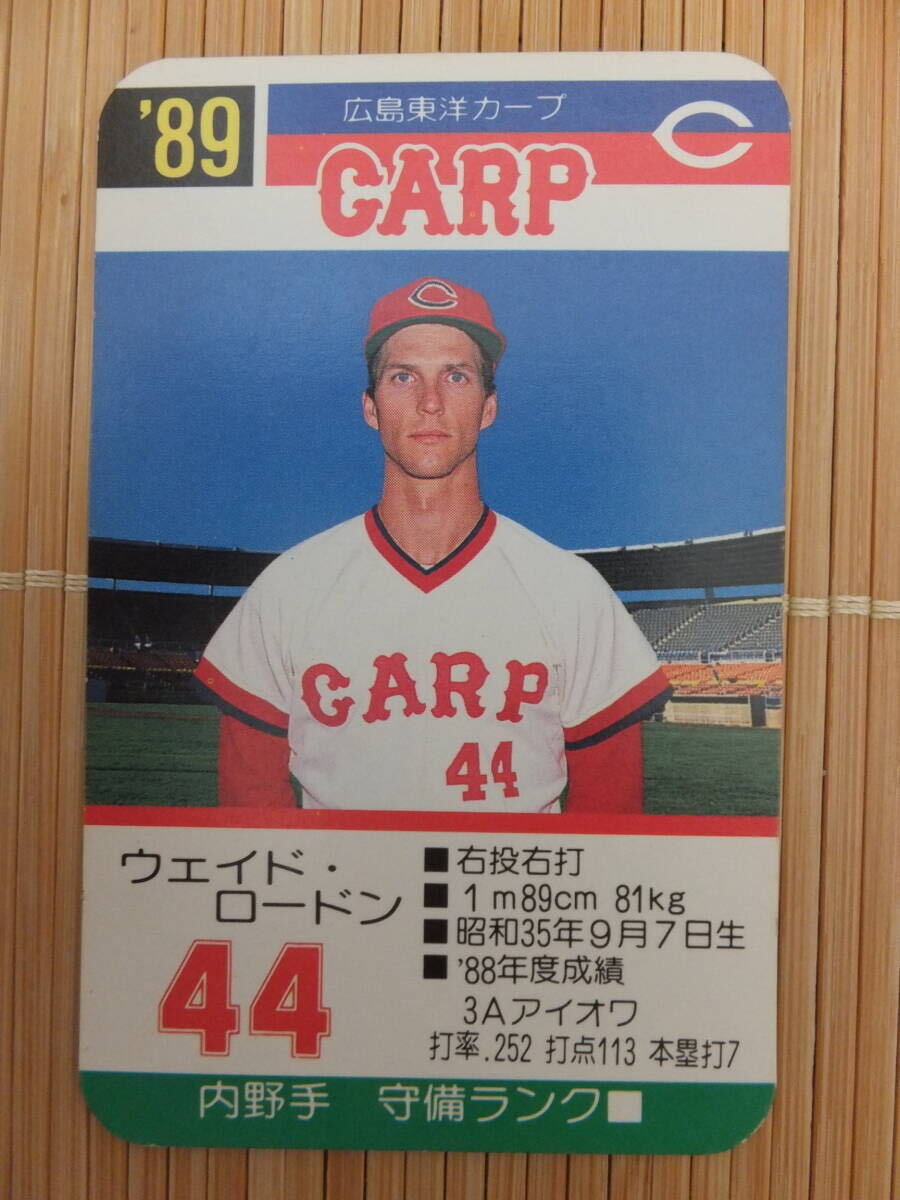 '89
広島東洋カープ
C
CARP
C
CARP
44
ウェイド・
ロードン
44
■右投右打
■1m89cm 81kg
■昭和35年9月7日生
■'88年度成績
3Aアイオワ
打率.252 打点113 本塁打7
内野手 守備ランク■